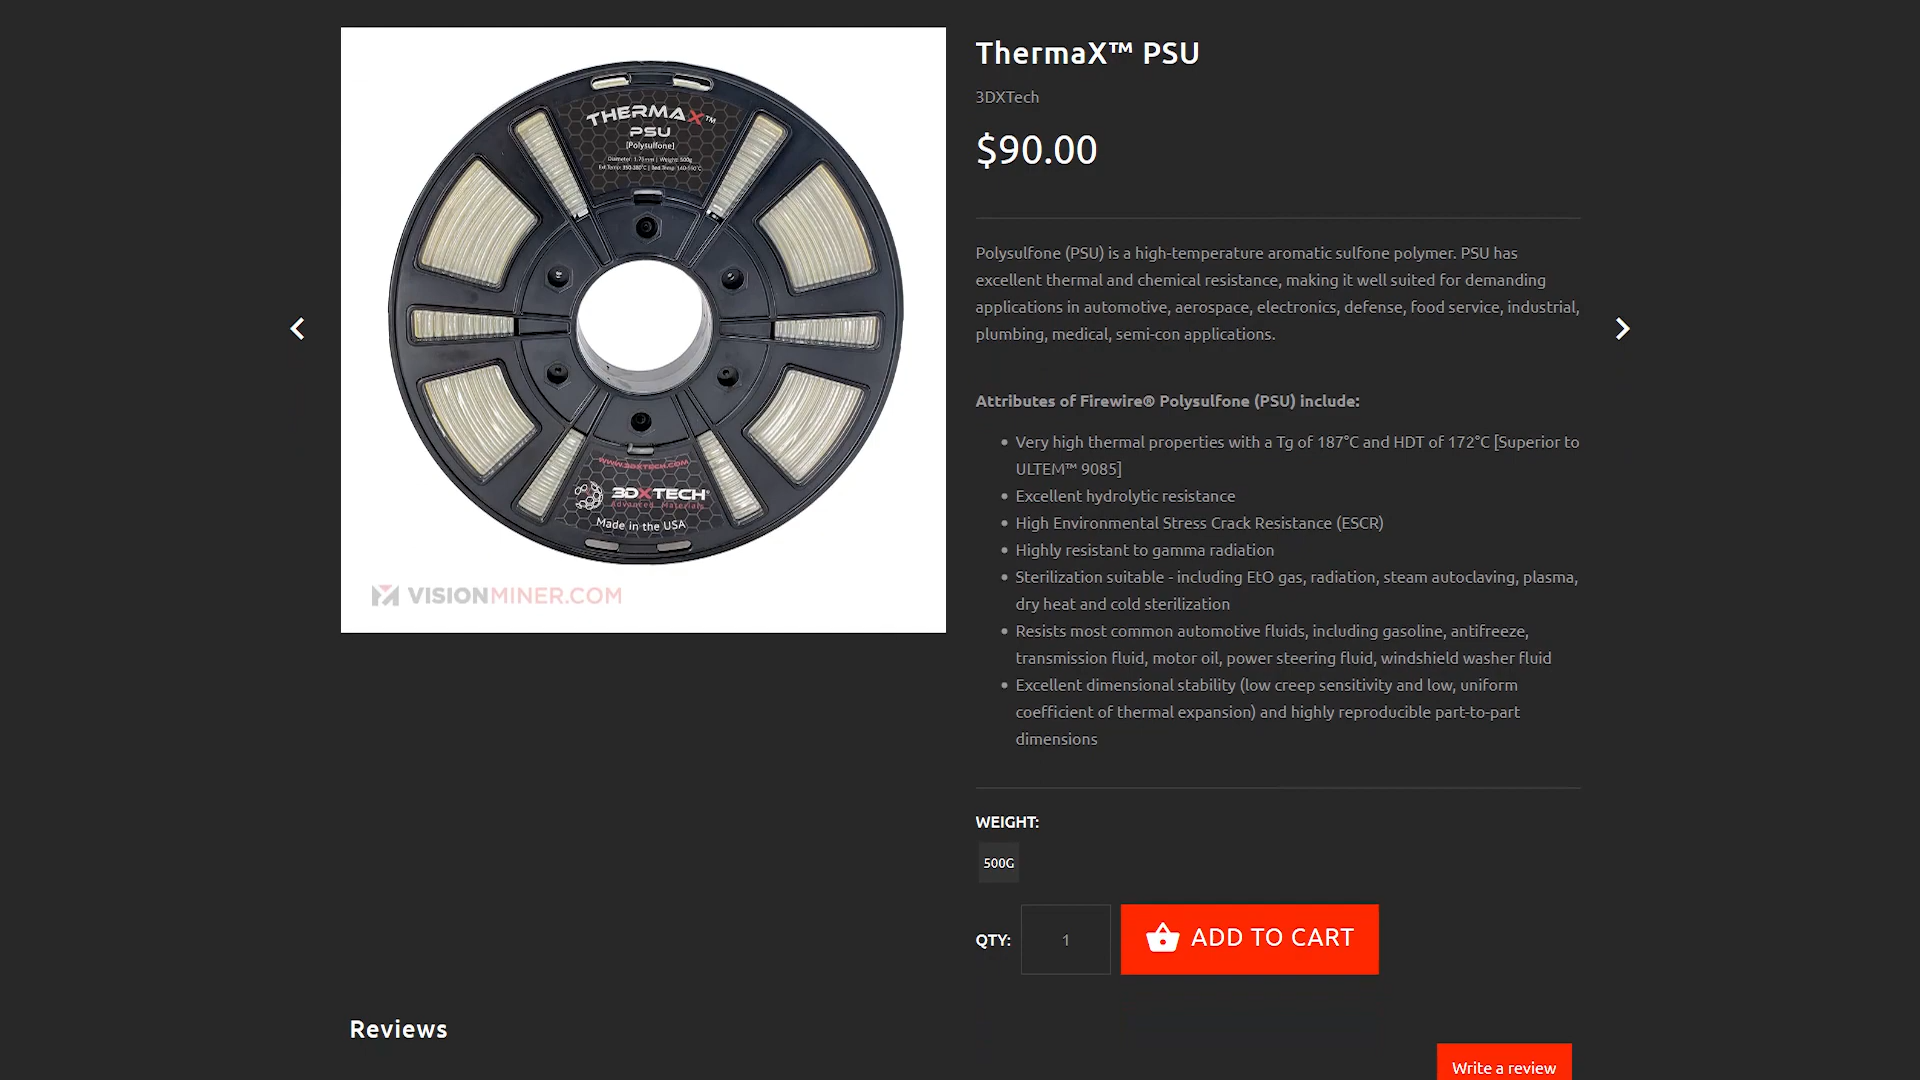 THERMAX™
PSU
[Polysulfone]
Diameter: 1.75mm | Weight: 500g
WWW.3DXTECH.COM
3DXTECH®
Advanced Materials
Made in the USA
VISIONMINER.COM
ThermaX™ PSU
3DXTech
$90.00
Polysulfone (PSU) is a high-temperature aromatic sulfone polymer. PSU has
excellent thermal and chemical resistance, making it well suited for demanding
applications in automotive, aerospace, electronics, defense, food service, industrial,
plumbing, medical, semi-con applications.
Attributes of Firewire® Polysulfone (PSU) include:
• Very high thermal properties with a Tg of 187°C and HDT of 172°C [Superior to
ULTEM™ 9085]
• Excellent hydrolytic resistance
• High Environmental Stress Crack Resistance (ESCR)
• Highly resistant to gamma radiation
• Sterilization suitable - including EtO gas, radiation, steam autoclaving, plasma,
dry heat and cold sterilization
• Resists most common automotive fluids, including gasoline, antifreeze,
transmission fluid, motor oil, power steering fluid, windshield washer fluid
• Excellent dimensional stability (low creep sensitivity and low, uniform
coefficient of thermal expansion) and highly reproducible part-to-part
dimensions
WEIGHT:
500G
QTY: 1 ADD TO CART
Reviews
Write a review